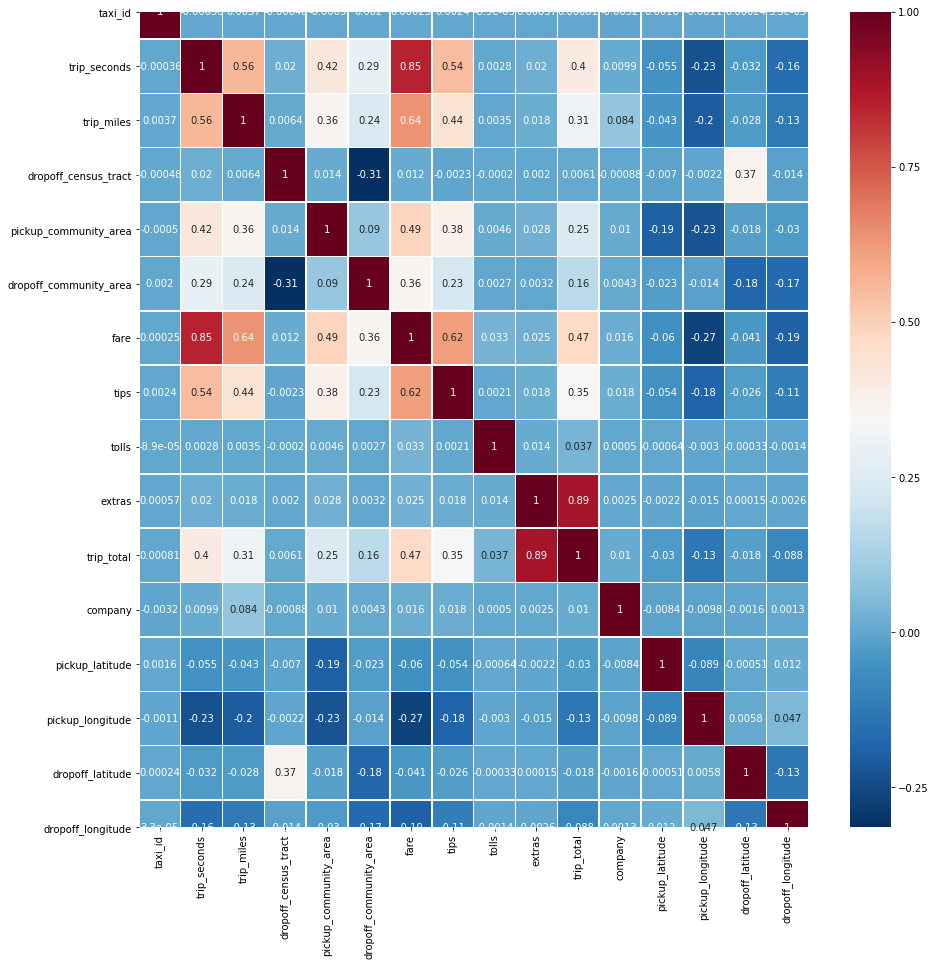 taxi_id 1
trip_seconds -0.00036 1 0.56 0.02 0.42 0.29 0.85 0.54 0.0028 0.02 0.4 0.0099 -0.055 -0.23 -0.032 -0.16
trip_miles 0.0037 0.56 1 0.0064 0.36 0.24 0.64 0.44 0.0035 0.018 0.31 0.084 -0.043 -0.2 -0.028 -0.13
dropoff_census_tract -0.00048 0.02 0.0064 1 0.014 -0.31 0.012 -0.0023 -0.0002 0.002 0.0061 -0.00088 -0.007 -0.0022 0.37 -0.014
pickup_community_area -0.0005 0.42 0.36 0.014 1 0.09 0.49 0.38 0.0046 0.028 0.25 0.01 -0.19 -0.23 -0.018 -0.03
dropoff_community_area 0.002 0.29 0.24 -0.31 0.09 1 0.36 0.23 0.0027 0.0032 0.16 0.0043 -0.023 -0.014 -0.18 -0.17
fare 0.00025 0.85 0.64 0.012 0.49 0.36 1 0.62 0.033 0.025 0.47 0.016 -0.06 -0.27 -0.041 -0.19
tips 0.0024 0.54 0.44 -0.0023 0.38 0.23 0.62 1 0.0021 0.018 0.35 0.018 -0.054 -0.18 -0.026 -0.11
tolls -8.9e-05 0.0028 0.0035 -0.0002 0.0046 0.0027 0.033 0.0021 1 0.014 0.037 0.0005 -0.00064 -0.003 -0.00033 -0.0014
extras 0.00057 0.02 0.018 0.002 0.028 0.0032 0.025 0.018 0.014 1 0.89 0.0025 -0.0022 -0.015 0.00015 -0.0026
trip_total 0.00081 0.4 0.31 0.0061 0.25 0.16 0.47 0.35 0.037 0.89 1 0.01 -0.03 -0.13 -0.018 -0.088
company -0.0032 0.0099 0.084 -0.00088 0.01 0.0043 0.016 0.018 0.0005 0.0025 0.01 1 -0.0084 -0.0098 -0.0016 0.0013
pickup_latitude 0.0016 -0.055 -0.043 -0.007 -0.19 -0.023 -0.06 -0.054 -0.00064 -0.0022 -0.03 -0.0084 1 -0.089 -0.00051 0.012
pickup_longitude -0.0011 -0.23 -0.2 -0.0022 -0.23 -0.014 -0.27 -0.18 -0.003 -0.015 -0.13 -0.0098 -0.089 1 0.0058 0.047
dropoff_latitude 0.00024 -0.032 -0.028 0.37 -0.018 -0.18 -0.041 -0.026 -0.00033 0.00015 -0.018 -0.0016 -0.00051 0.0058 1 -0.13
dropoff_longitude -0.16 -0.13 -0.014 -0.03 -0.17 -0.19 -0.11 -0.0014 -0.0026 -0.088 0.0013 0.012 0.047 -0.13 1
taxi_id
trip_seconds
trip_miles
dropoff_census_tract
pickup_community_area
dropoff_community_area
fare
tips
tolls
extras
trip_total
company
pickup_latitude
pickup_longitude
dropoff_latitude
dropoff_longitude
1.00
0.75
0.50
0.25
0.00
-0.25